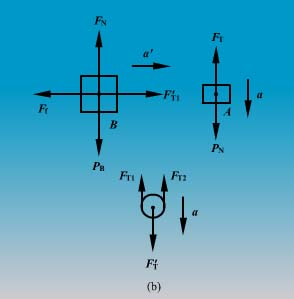 F_N
a′
F_f
F′_T1
B
P_B
F_T
A
a
P_N
F_T1
F_T2
a
F′_T
(b)